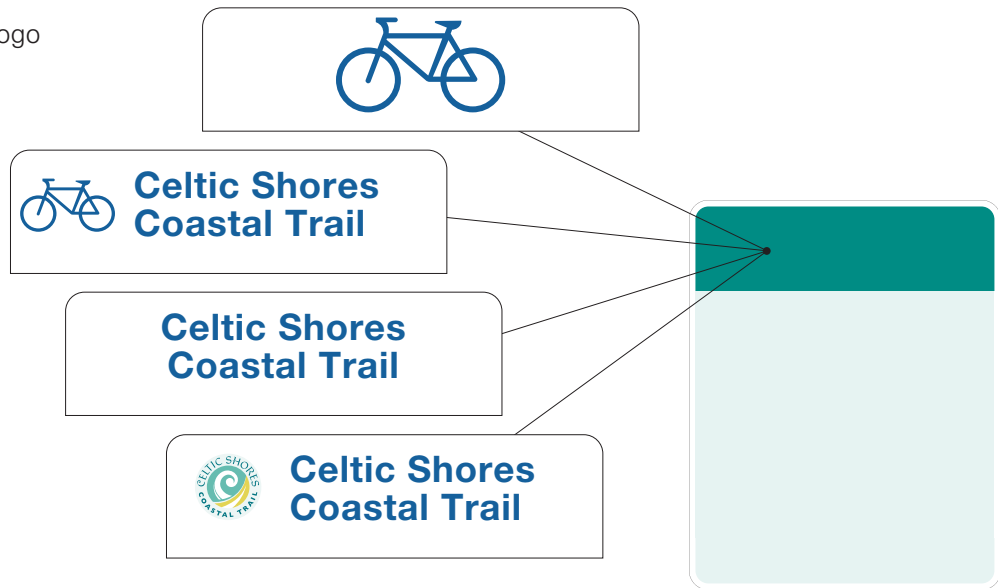 ogo
Celtic Shores
Coastal Trail
Celtic Shores
Coastal Trail
CELTIC SHORES
COASTAL TRAIL
Celtic Shores
Coastal Trail